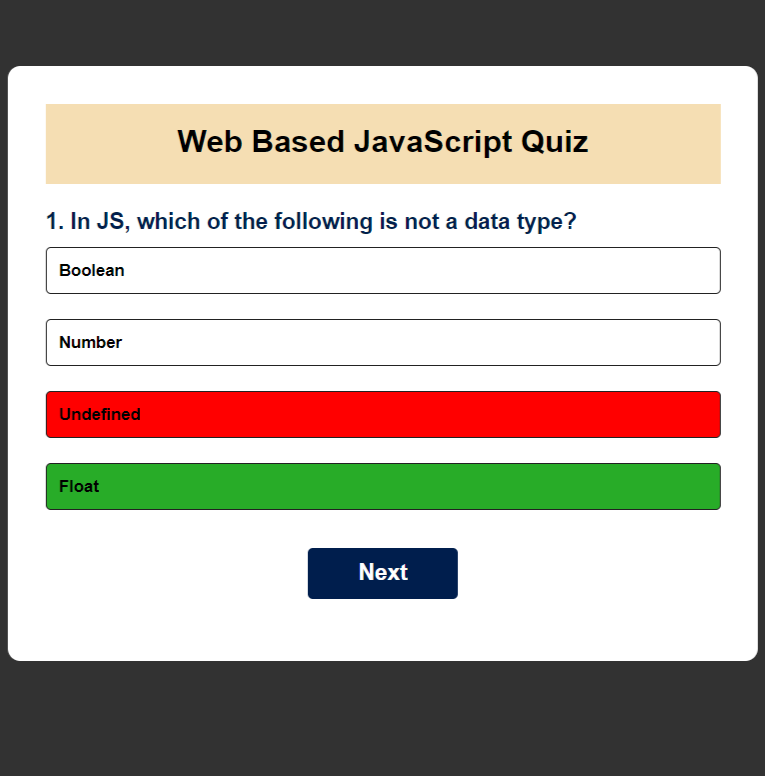 Web Based JavaScript Quiz
1. In JS, which of the following is not a data type?
Boolean
Number
Undefined
Float
Next